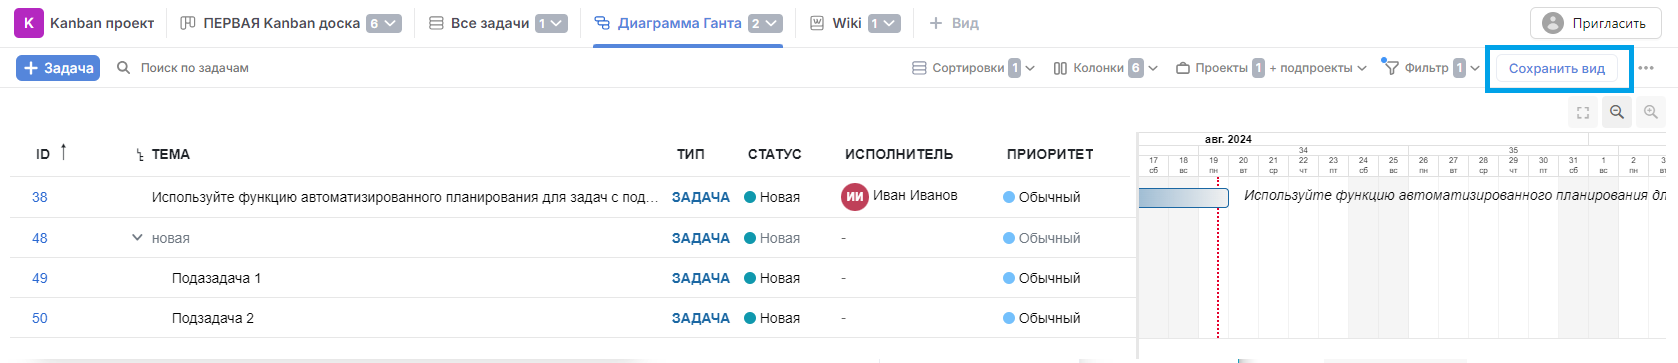 K Kanban проект ПЕРВАЯ Kanban доска 6 Все задачи 1 Диаграмма Ганта 2 Wiki 1 + Вид Пригласить
+ Задача Поиск по задачам Сортировки 1 Колонки 6 Проекты 1 + подпроекты Фильтр 1 Сохранить вид
ID ТЕМА ТИП СТАТУС ИСПОЛНИТЕЛЬ ПРИОРИТЕТ
авг. 2024
34 35
17 18 19 20 21 22 23 24 25 26 27 28 29 30 31 1 2
сб вс пн вт ср чт пт сб вс пн вт ср чт пт сб вс пн
38 Используйте функцию автоматизированного планирования для задач с под... ЗАДАЧА Новая ИИ Иван Иванов Обычный Используйте функцию автоматизированного планирования дл
48 новая ЗАДАЧА Новая - Обычный
49 Подазадача 1 ЗАДАЧА Новая - Обычный
50 Подзадача 2 ЗАДАЧА Новая - Обычный